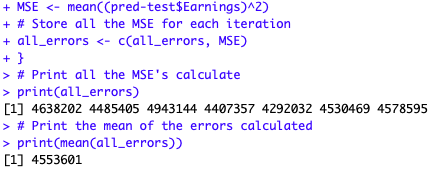 + MSE <- mean((pred-test$Earnings)^2)
+ # Store all the MSE for each iteration
+ all_errors <- c(all_errors, MSE)
+ }
> # Print all the MSE's calculate
> print(all_errors)
[1] 4638202 4485405 4943144 4407357 4292032 4530469 4578595
> # Print the mean of the errors calculated
> print(mean(all_errors))
[1] 4553601